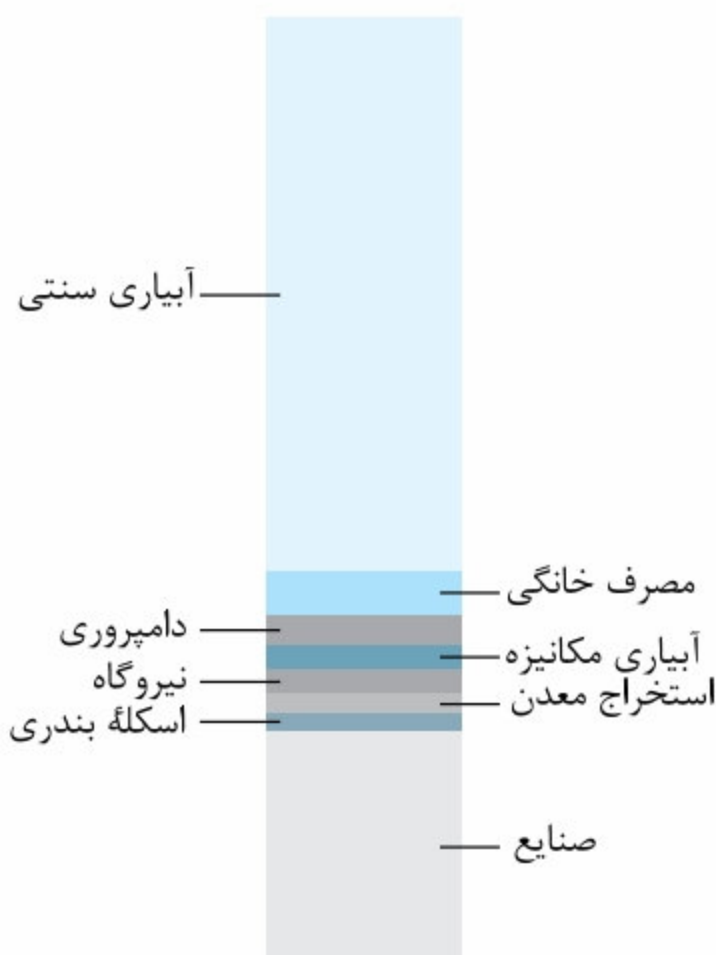 آبیاری سنتی
مصرف خانگی
دامپروری
آبیاری مکانیزه
نیروگاه
استخراج معدن
اسکلهٔ بندری
صنایع